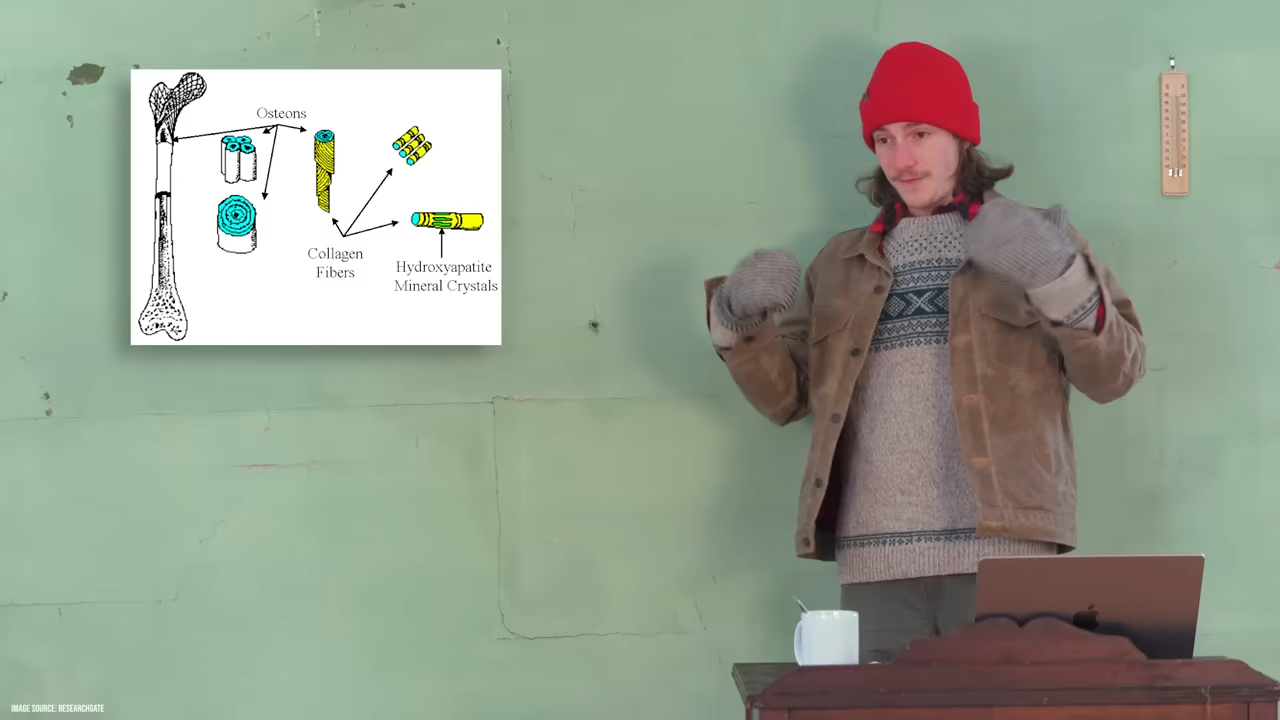 Osteons
Collagen
Fibers
Hydroxyapatite
Mineral Crystals
IMAGE SOURCE: RESEARCHGATE